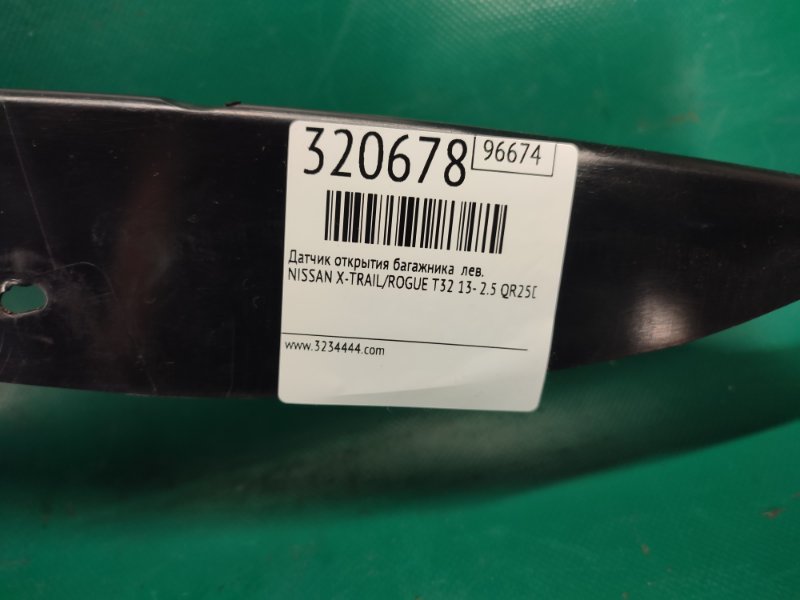 320678 96674
Датчик открытия багажника лев.
NISSAN X-TRAIL/ROGUE T32 13- 2.5 QR25D
www.3234444.com